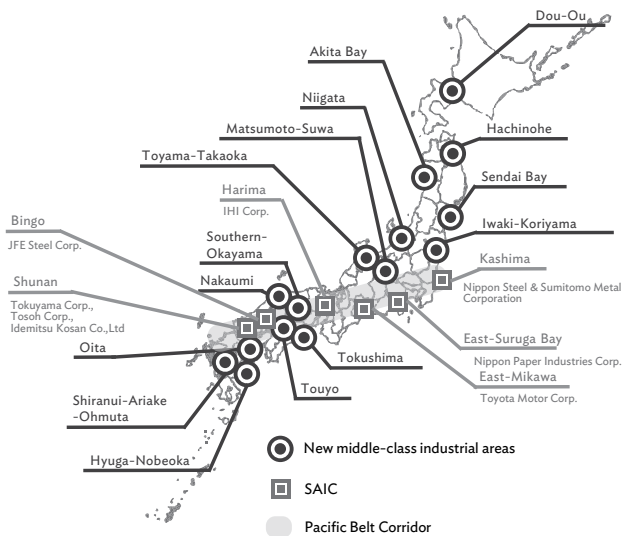 Dou-Ou
Akita Bay
Niigata
Matsumoto-Suwa
Hachinohe
Toyama-Takaoka
Sendai Bay
Harima
IHI Corp.
Bingo
JFE Steel Corp.
Southern-
Okayama
Iwaki-Koriyama
Kashima
Nippon Steel & Sumitomo Metal
Corporation
Shunan
Tokuyama Corp.,
Tosoh Corp.,
Idemitsu Kosan Co.,Ltd
Nakaumi
East-Suruga Bay
Nippon Paper Industries Corp.
Oita
Tokushima
East-Mikawa
Toyota Motor Corp.
Touyo
Shiranui-Ariake
-Ohmuta
Hyuga-Nobeoka
New middle-class industrial areas
SAIC
Pacific Belt Corridor